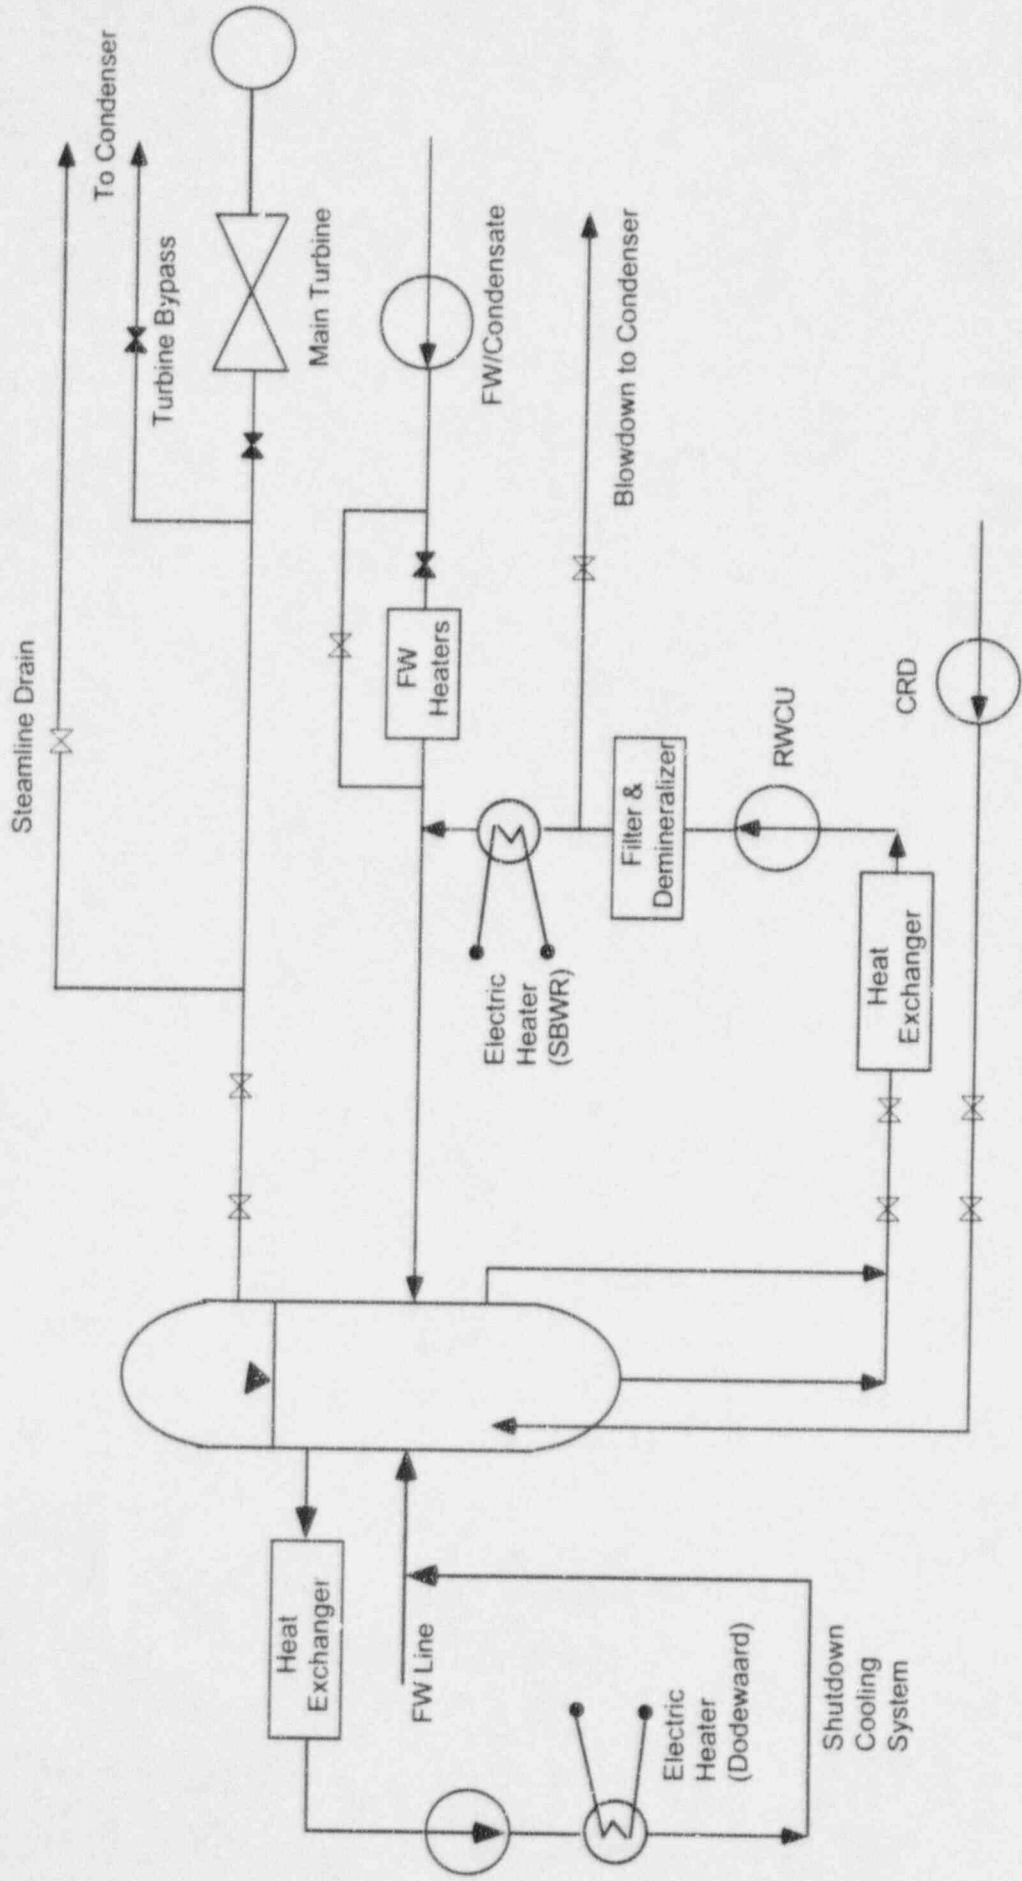 Steamline Drain
To Condenser
Turbine Bypass
Main Turbine
FW/Condensate
FW
Heaters
Blowdown to Condenser
Electric
Heater
(SBWR)
Filter &
Demineralizer
RWCU
CRD
Heat
Exchanger
Heat
Exchanger
FW Line
Electric
Heater
(Dodewaard)
Shutdown
Cooling
System